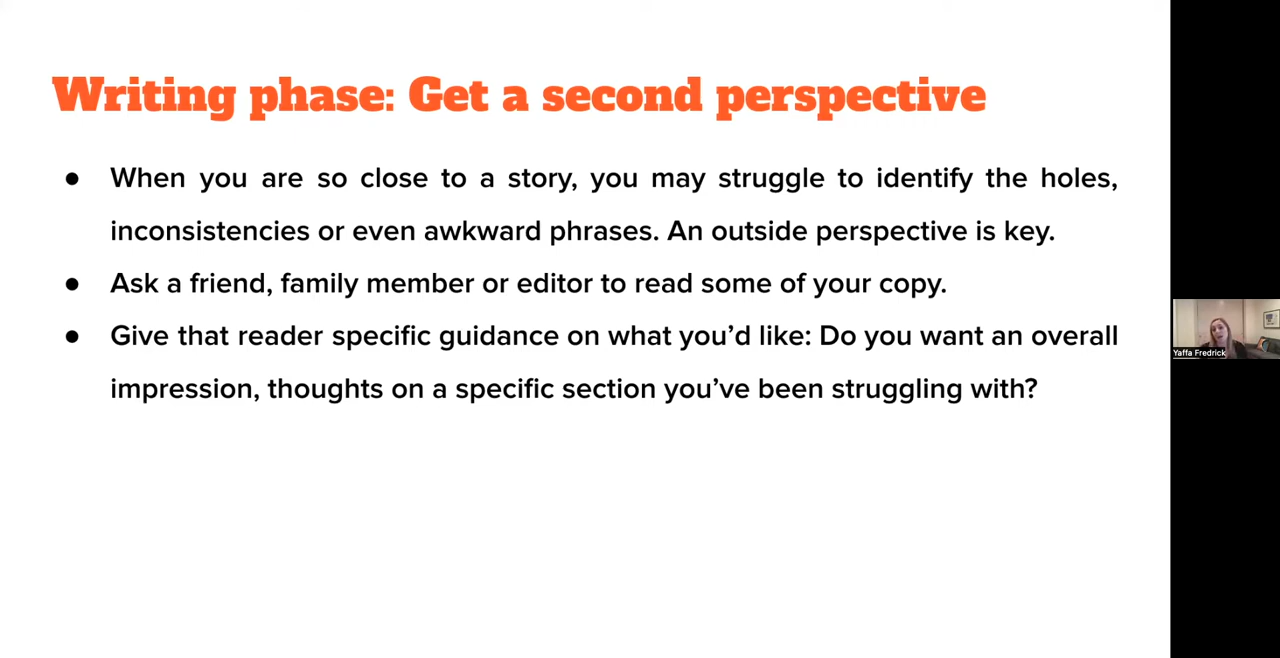 Writing phase: Get a second perspective
● When you are so close to a story, you may struggle to identify the holes,
inconsistencies or even awkward phrases. An outside perspective is key.
● Ask a friend, family member or editor to read some of your copy.
● Give that reader specific guidance on what you’d like: Do you want an overall
impression, thoughts on a specific section you’ve been struggling with?
Yaffa Fredrick